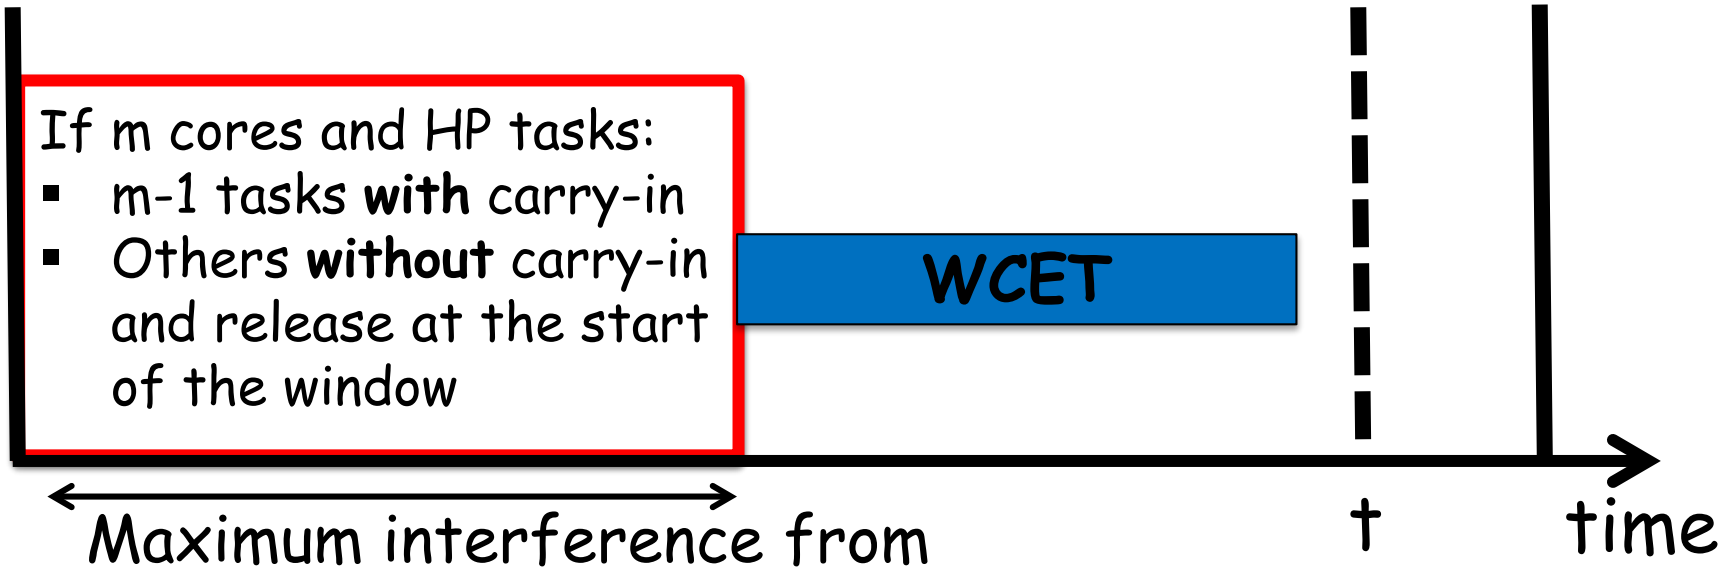 If m cores and HP tasks:
▪ m-1 tasks with carry-in
▪ Others without carry-in
and release at the start
of the window
WCET
t
time
Maximum interference from